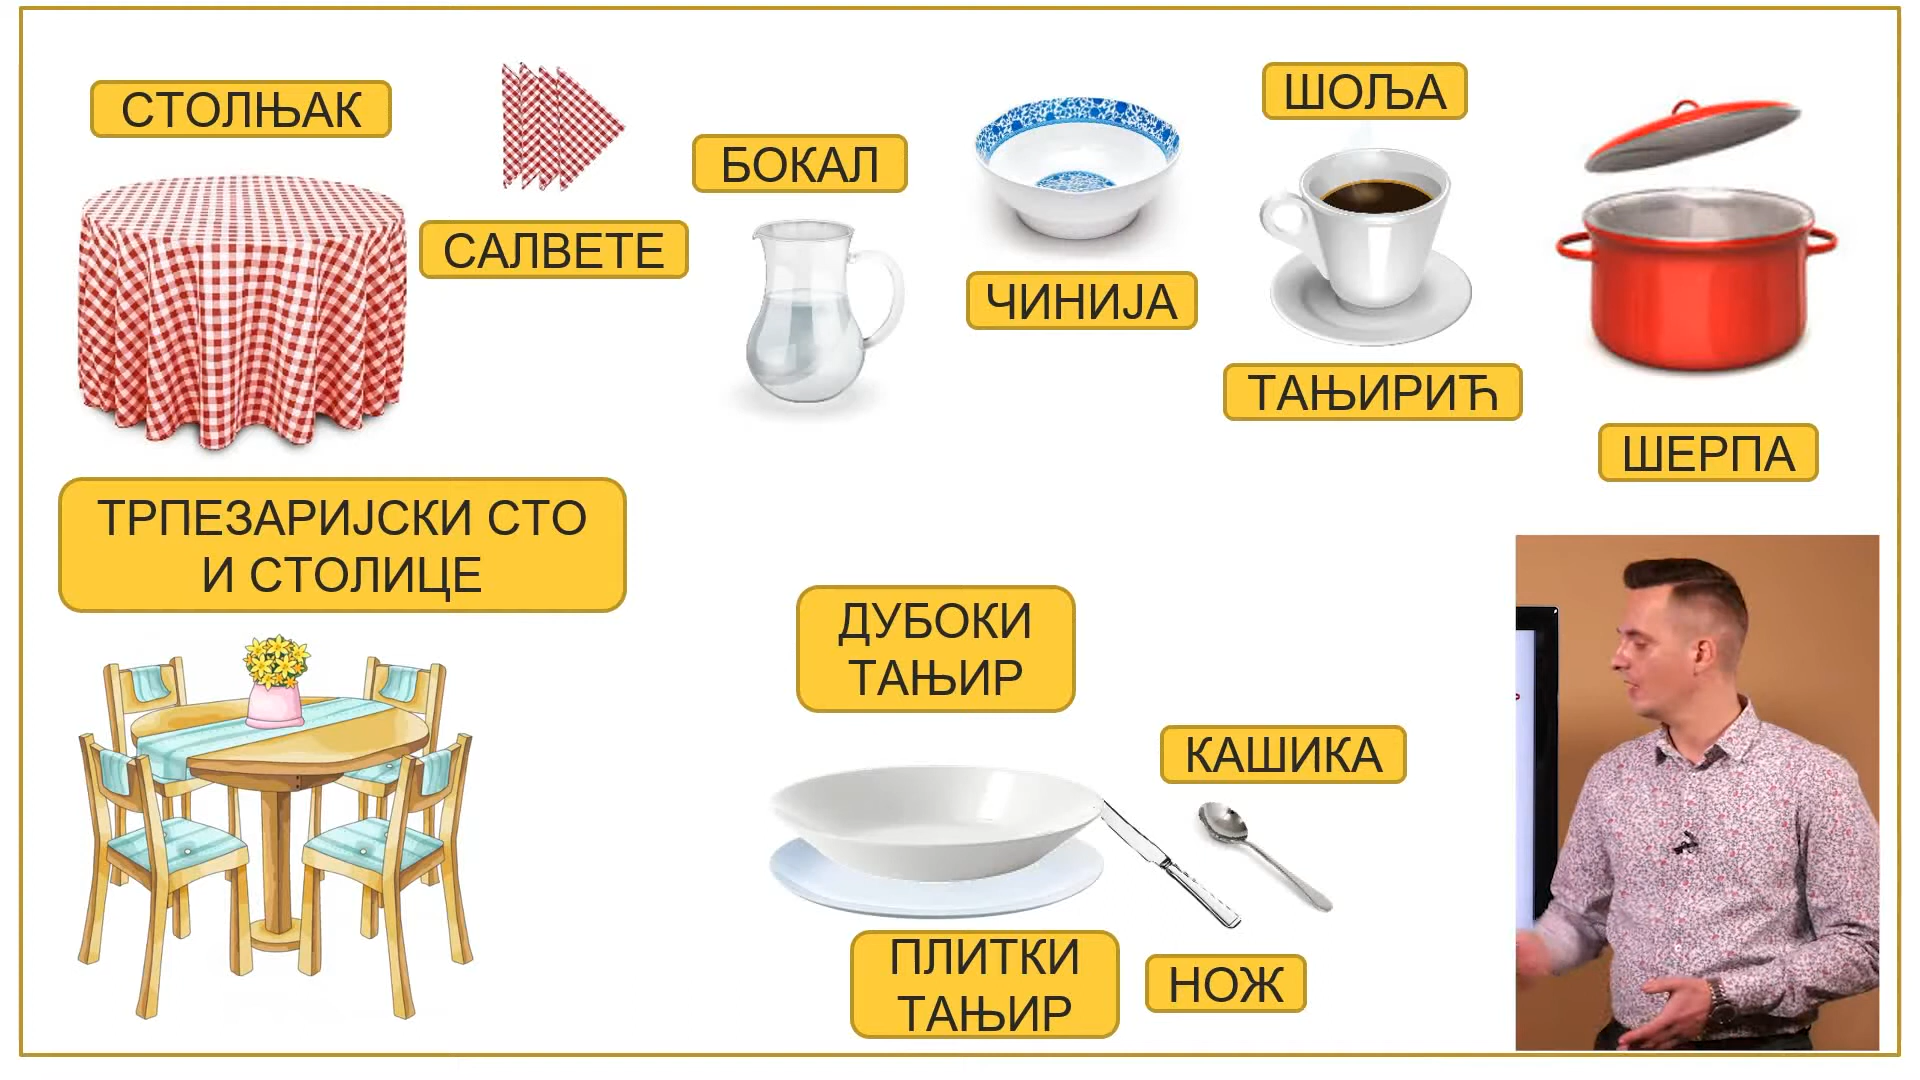 СТОЛЊАК
САЛВЕТЕ
БОКАЛ
ЧИНИЈА
ШОЉА
ТАЊИРИЋ
ШЕРПА
ТРПЕЗАРИЈСКИ СТО
И СТОЛИЦЕ
ДУБОКИ
ТАЊИР
КАШИКА
ПЛИТКИ
ТАЊИР
НОЖ